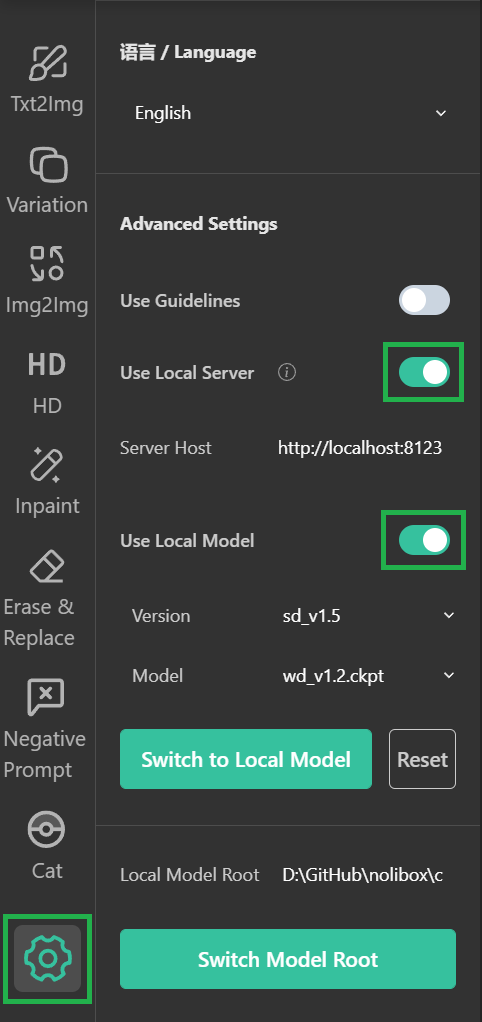 Txt2Img
Variation
Img2Img
HD
HD
Inpaint
Erase &
Replace
Negative
Prompt
Cat
语言 / Language
English
Advanced Settings
Use Guidelines
Use Local Server
Server Host http://localhost:8123
Use Local Model
Version sd_v1.5
Model wd_v1.2.ckpt
Switch to Local Model Reset
Local Model Root D:\GitHub\nolibox\c
Switch Model Root